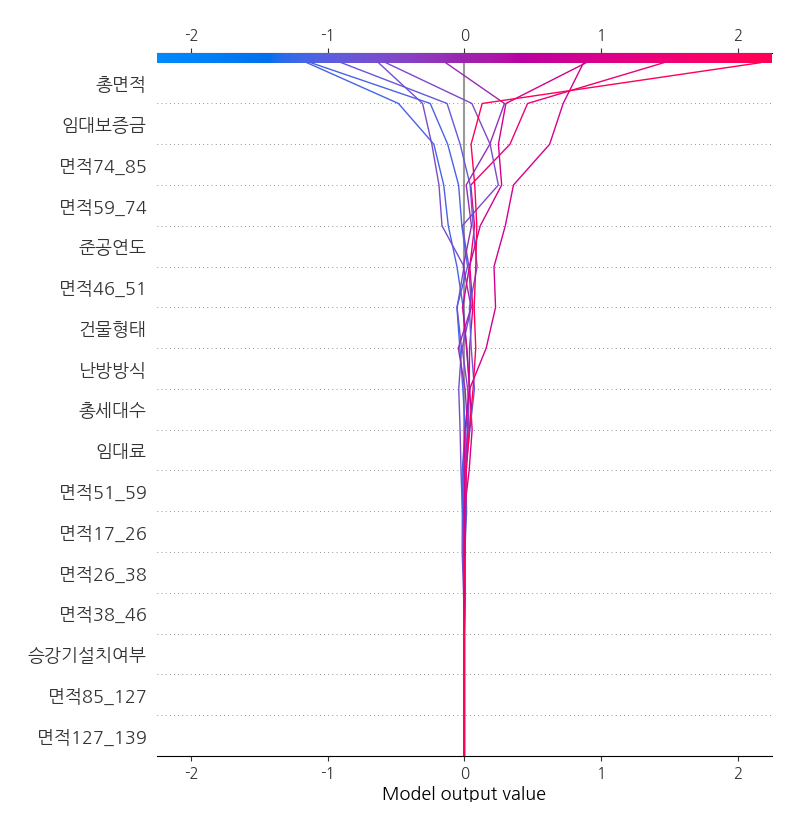 -2 -1 0 1 2
총면적
임대보증금
면적74_85
면적59_74
준공연도
면적46_51
건물형태
난방방식
총세대수
임대료
면적51_59
면적17_26
면적26_38
면적38_46
승강기설치여부
면적85_127
면적127_139
-2 -1 0 1 2
Model output value